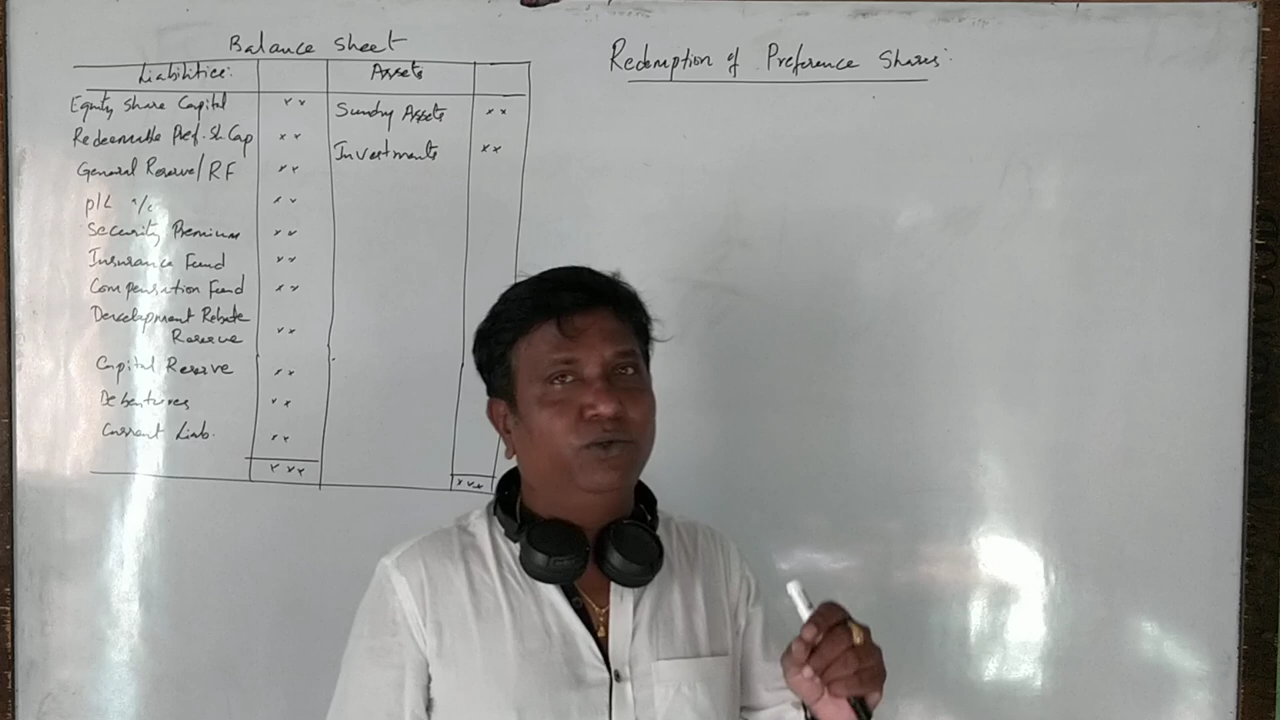 Balance Sheet
Liabilities: Assets
Equity Share Capital xx Sundry Assets xx
Redeemable Pref. Sh. Cap xx Investments xx
General Reserve/RF xx
P/L A/c xx
Security Premium xx
Insurance Fund xx
Compensation Fund xx
Development Rebate
Reserve xx
Capital Reserve xx
Debentures xx
Current Liab. xx
xxx xxx
Redemption of Preference Shares: